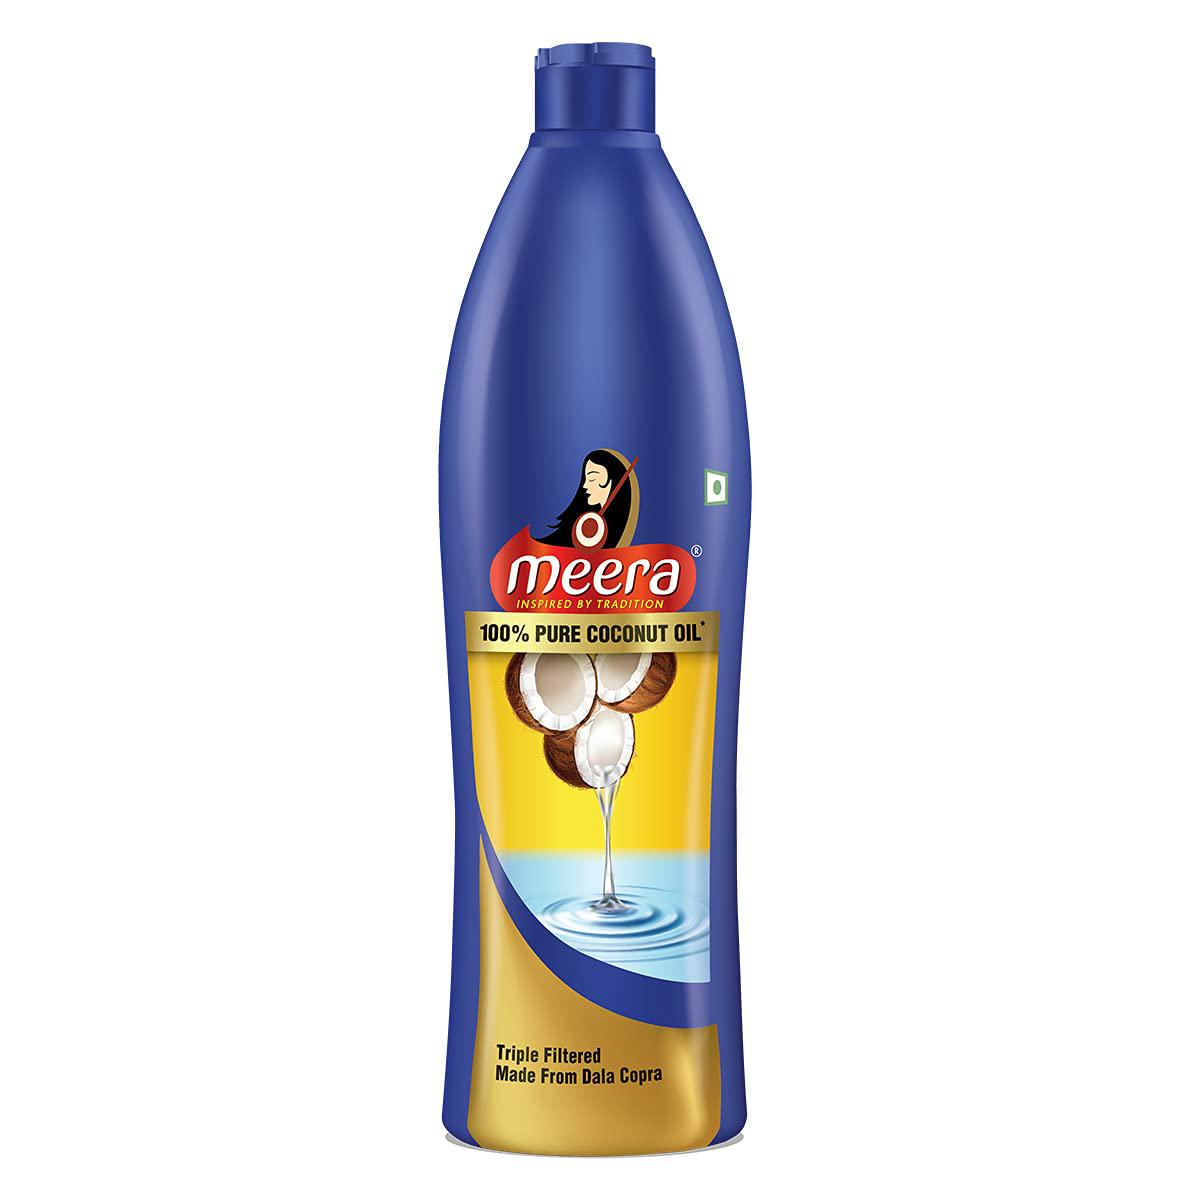 meera®
INSPIRED BY TRADITION
100% PURE COCONUT OIL*
Triple Filtered
Made From Dala Copra